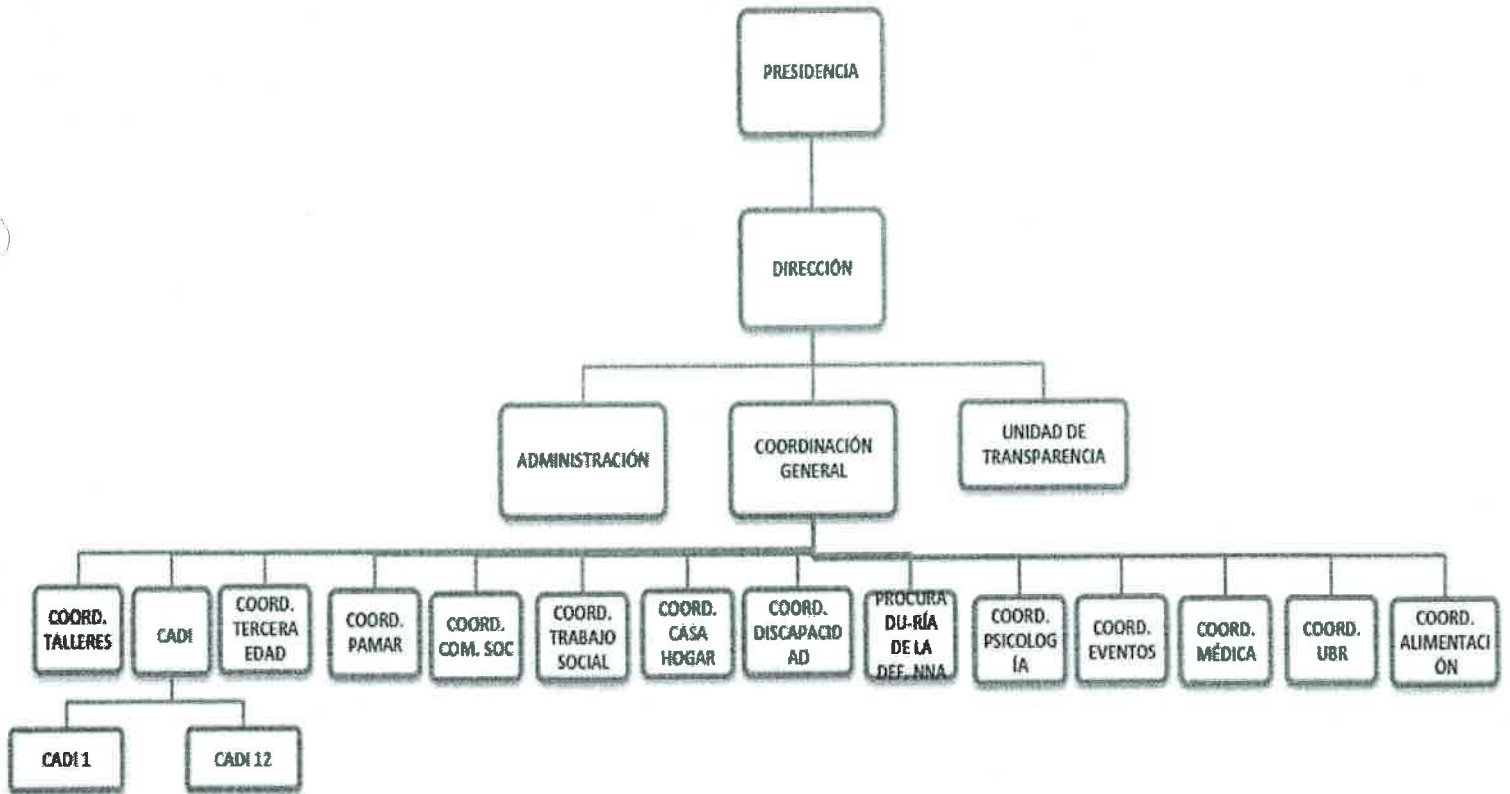 PRESIDENCIA
DIRECCIÓN
ADMINISTRACIÓN
COORDINACIÓN
GENERAL
UNIDAD DE
TRANSPARENCIA
COORD.
TALLERES
CADI
COORD.
TERCERA
EDAD
COORD.
PAMAR
COORD.
COM. SOC
COORD.
TRABAJO
SOCIAL
COORD.
CASA
HOGAR
COORD.
DISCAPACID
AD
PROCURA
DU-RÍA
DE LA
DEF. NNA
COORD.
PSICOLOG
ÍA
COORD.
EVENTOS
COORD.
MÉDICA
COORD.
UBR
COORD.
ALIMENTACI
ÓN
CADI 1
CADI 12